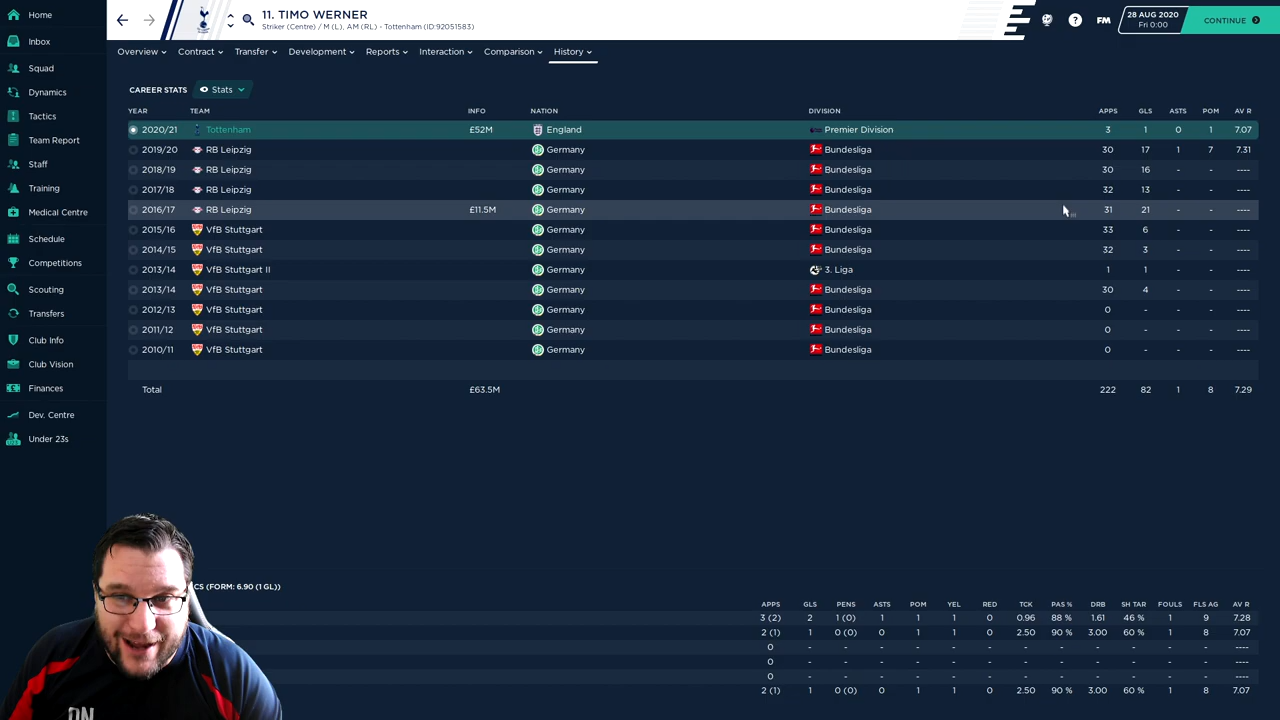 Home
Inbox
Squad
Dynamics
Tactics
Team Report
Staff
Training
Medical Centre
Schedule
Competitions
Scouting
Transfers
Club Info
Club Vision
Finances
Dev. Centre
Under 23s
11. TIMO WERNER
Striker (Centre) / M (L), AM (RL) - Tottenham (ID:92051583)
FM
28 AUG 2020
Fri 0:00
CONTINUE
Overview Contract Transfer Development Reports Interaction Comparison History
CAREER STATS Stats
YEAR TEAM INFO NATION DIVISION APPS GLS ASTS POM AV R
2020/21 Tottenham £52M England Premier Division 3 1 0 1 7.07
2019/20 RB Leipzig Germany Bundesliga 30 17 1 7 7.31
2018/19 RB Leipzig Germany Bundesliga 30 16 - - ----
2017/18 RB Leipzig Germany Bundesliga 32 13 - - ----
2016/17 RB Leipzig £11.5M Germany Bundesliga 31 21 - - ----
2015/16 VfB Stuttgart Germany Bundesliga 33 6 - - ----
2014/15 VfB Stuttgart Germany Bundesliga 32 3 - - ----
2013/14 VfB Stuttgart II Germany 3. Liga 1 1 - - ----
2013/14 VfB Stuttgart Germany Bundesliga 30 4 - - ----
2012/13 VfB Stuttgart Germany Bundesliga 0 - - - ----
2011/12 VfB Stuttgart Germany Bundesliga 0 - - - ----
2010/11 VfB Stuttgart Germany Bundesliga 0 - - - ----
Total £63.5M 222 82 1 8 7.29
CS (FORM: 6.90 (1 GL))
APPS GLS PENS ASTS POM YEL RED TCK PAS % DRB SH TAR FOULS FLS AG AV R
3 (2) 2 1 (0) 1 1 1 0 0.96 88 % 1.61 46 % 1 9 7.28
2 (1) 1 0 (0) 0 1 1 0 2.50 90 % 3.00 60 % 1 8 7.07
0 - - - - - - - - - - - - ----
0 - - - - - - - - - - - - ----
0 - - - - - - - - - - - - ----
2 (1) 1 0 (0) 0 1 1 0 2.50 90 % 3.00 60 % 1 8 7.07